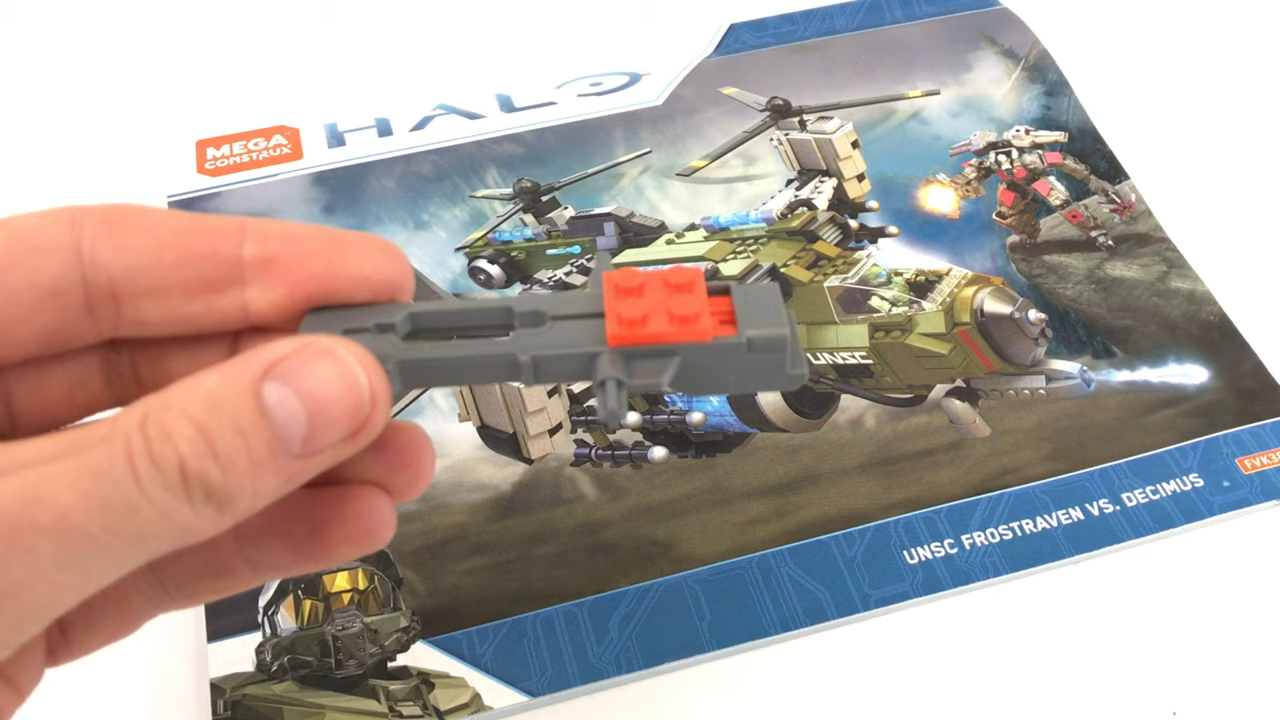 MEGA
CONSTRUX
HALO
UNSC
UNSC FROSTRAVEN VS. DECIMUS